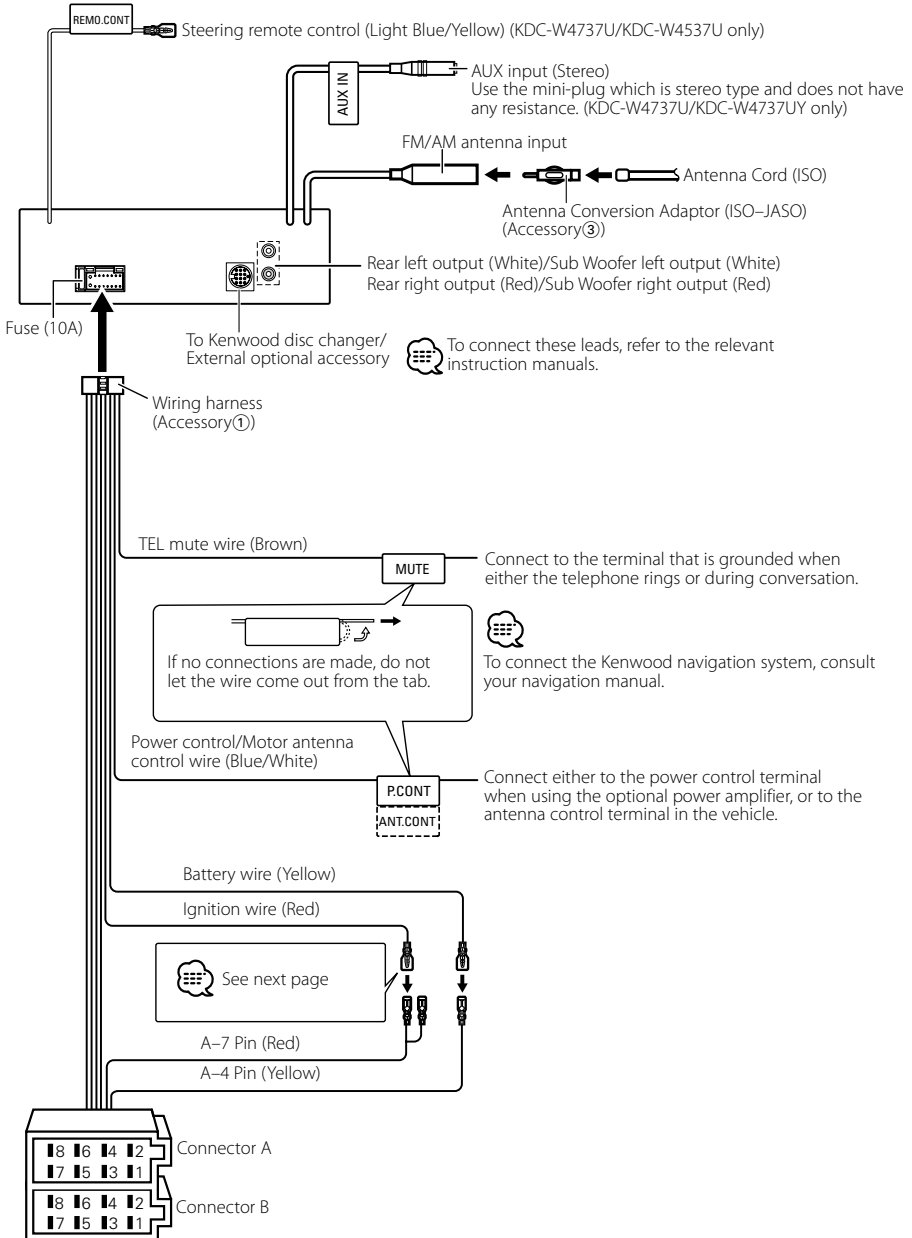 REMO.CONT
Steering remote control (Light Blue/Yellow) (KDC-W4737U/KDC-W4537U only)
AUX IN
AUX input (Stereo)
Use the mini-plug which is stereo type and does not have
any resistance. (KDC-W4737U/KDC-W4737UY only)
FM/AM antenna input
Antenna Cord (ISO)
Antenna Conversion Adaptor (ISO–JASO)
(Accessory③)
Rear left output (White)/Sub Woofer left output (White)
Rear right output (Red)/Sub Woofer right output (Red)
Fuse (10A)
To Kenwood disc changer/
External optional accessory
To connect these leads, refer to the relevant
instruction manuals.
Wiring harness
(Accessory①)
TEL mute wire (Brown)
MUTE
Connect to the terminal that is grounded when
either the telephone rings or during conversation.
If no connections are made, do not
let the wire come out from the tab.
To connect the Kenwood navigation system, consult
your navigation manual.
Power control/Motor antenna
control wire (Blue/White)
P.CONT
ANT.CONT
Connect either to the power control terminal
when using the optional power amplifier, or to the
antenna control terminal in the vehicle.
Battery wire (Yellow)
Ignition wire (Red)
See next page
A–7 Pin (Red)
A–4 Pin (Yellow)
8 6 4 2
7 5 3 1
Connector A
8 6 4 2
7 5 3 1
Connector B